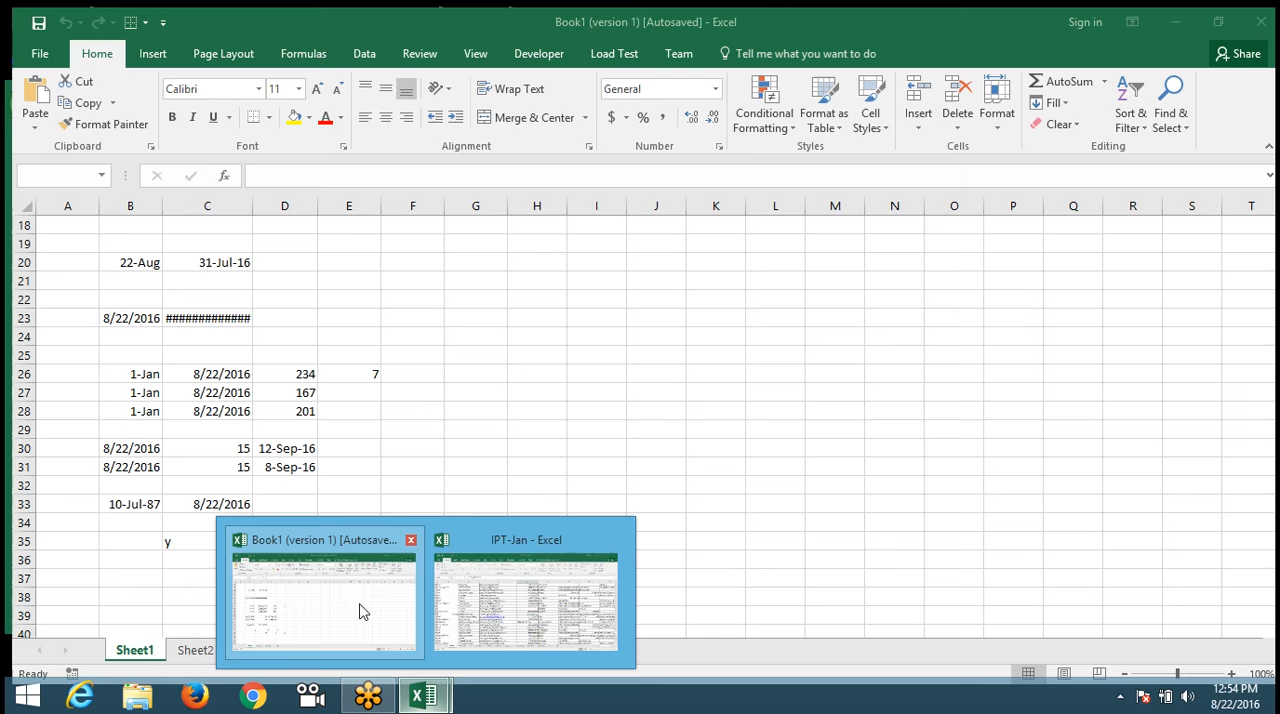 Book1 (version 1) [Autosaved] - Excel
Sign in
File Home Insert Page Layout Formulas Data Review View Developer Load Test Team Tell me what you want to do Share
Paste
Cut
Copy
Format Painter
Clipboard
Calibri 11
B I U
Font
Wrap Text
Merge & Center
Alignment
General
$ % ,
Number
Conditional Formatting
Format as Table
Cell Styles
Styles
Insert Delete Format
Cells
AutoSum
Fill
Clear
Sort & Filter
Find & Select
Editing
A B C D E F G H I J K L M N O P Q R S T
18
19
20 22-Aug 31-Jul-16
21
22
23 8/22/2016 #############
24
25
26 1-Jan 8/22/2016 234 7
27 1-Jan 8/22/2016 167
28 1-Jan 8/22/2016 201
29
30 8/22/2016 15 12-Sep-16
31 8/22/2016 15 8-Sep-16
32
33 10-Jul-87 8/22/2016
34
35 y
36
37
38
39
40
Book1 (version 1) [Autosave...
IPT-Jan - Excel
Sheet1 Sheet2
Ready
100%
12:54 PM
8/22/2016